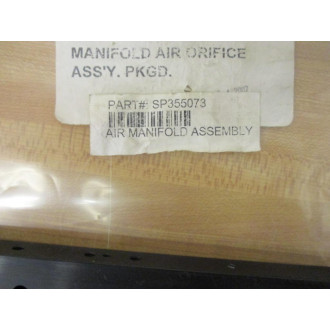 MANIFOLD AIR ORIFICE
ASS'Y. PKGD.
PART#: SP355073
AIR MANIFOLD ASSEMBLY